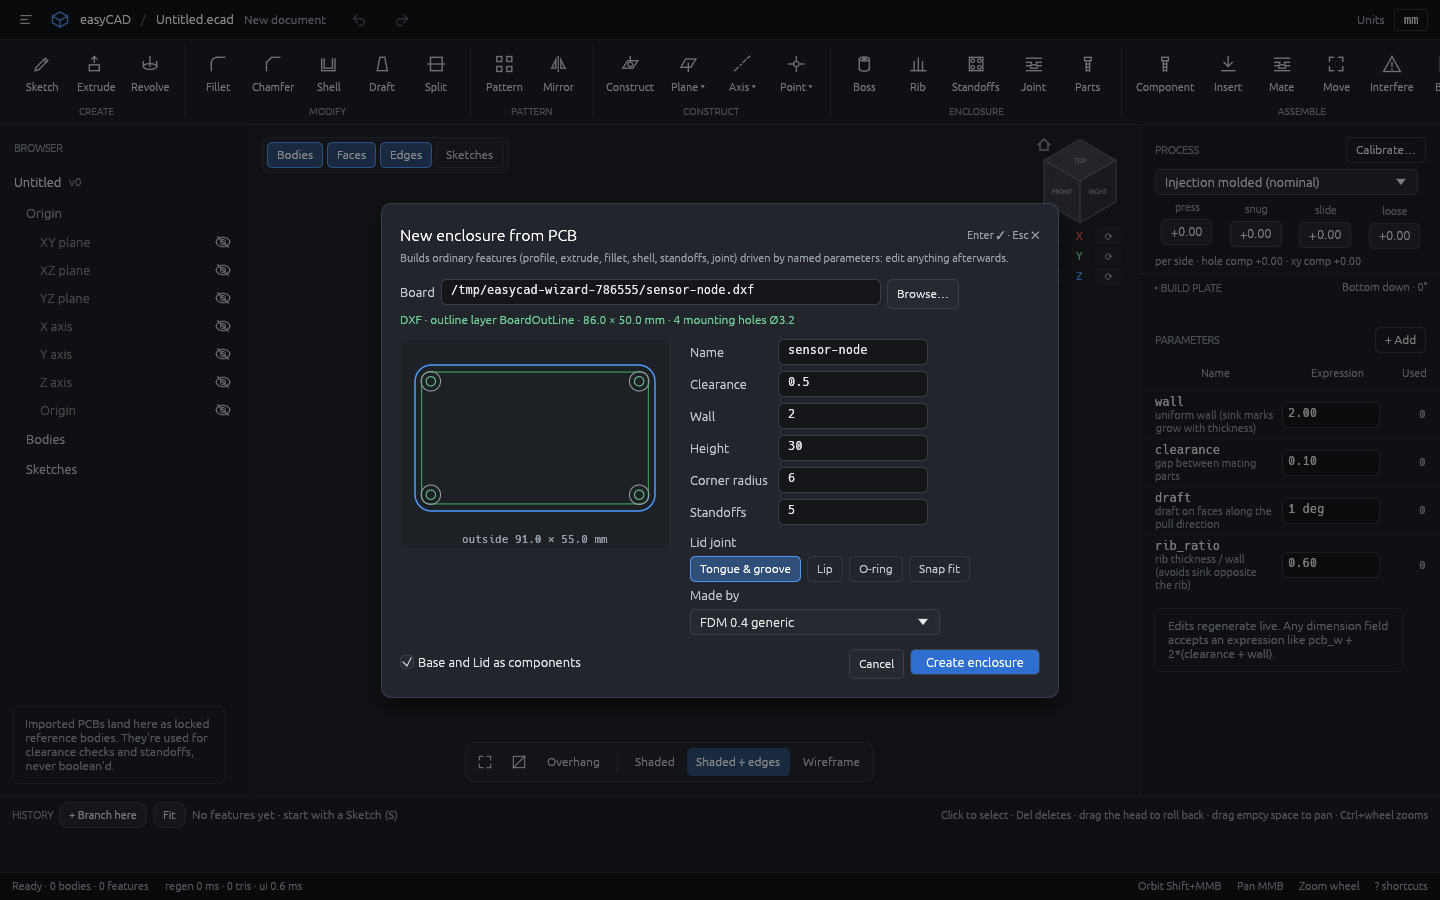 easyCAD / Untitled.ecad New document Units mm
Sketch Extrude Revolve Fillet Chamfer Shell Draft Split Pattern Mirror Construct Plane Axis Point Boss Rib Standoffs Joint Parts Component Insert Mate Move Interfere
CREATE MODIFY PATTERN CONSTRUCT ENCLOSURE ASSEMBLE
BROWSER
Untitled v0
Origin
XY plane
XZ plane
YZ plane
X axis
Y axis
Z axis
Origin
Bodies
Sketches
Imported PCBs land here as locked
reference bodies. They're used for
clearance checks and standoffs,
never boolean'd.
Bodies Faces Edges Sketches
TOP
FRONT RIGHT
X
Y
Z
New enclosure from PCB Enter ✓ · Esc ✕
Builds ordinary features (profile, extrude, fillet, shell, standoffs, joint) driven by named parameters: edit anything afterwards.
Board /tmp/easycad-wizard-786555/sensor-node.dxf Browse...
DXF · outline layer BoardOutLine · 86.0 × 50.0 mm · 4 mounting holes Ø3.2
outside 91.0 × 55.0 mm
Name sensor-node
Clearance 0.5
Wall 2
Height 30
Corner radius 6
Standoffs 5
Lid joint
Tongue & groove Lip O-ring Snap fit
Made by
FDM 0.4 generic
Base and Lid as components Cancel Create enclosure
Overhang Shaded Shaded + edges Wireframe
PROCESS Calibrate...
Injection molded (nominal)
press snug slide loose
+0.00 +0.00 +0.00 +0.00
per side · hole comp +0.00 · xy comp +0.00
BUILD PLATE Bottom down · 0°
PARAMETERS + Add
Name Expression Used
wall 2.00 0
uniform wall (sink marks
grow with thickness)
clearance 0.10 0
gap between mating
parts
draft 1 deg 0
draft on faces along the
pull direction
rib_ratio 0.60 0
rib thickness / wall
(avoids sink opposite
the rib)
Edits regenerate live. Any dimension field
accepts an expression like pcb_w +
2*(clearance + wall).
HISTORY + Branch here Fit No features yet · start with a Sketch (S) Click to select · Del deletes · drag the head to roll back · drag empty space to pan · Ctrl+wheel zooms
Ready · 0 bodies · 0 features regen 0 ms · 0 tris · ui 0.6 ms Orbit Shift+MMB Pan MMB Zoom wheel ? shortcuts